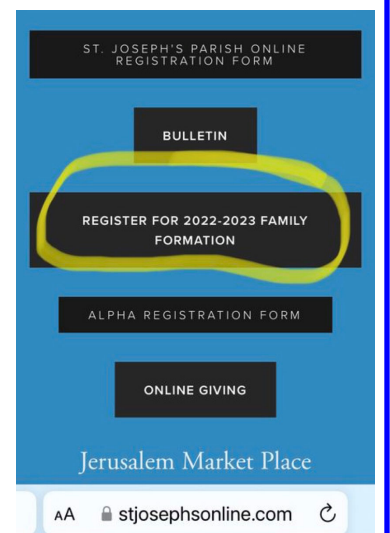 ST. JOSEPH'S PARISH ONLINE
REGISTRATION FORM
BULLETIN
REGISTER FOR 2022-2023 FAMILY
FORMATION
ALPHA REGISTRATION FORM
ONLINE GIVING
Jerusalem Market Place
AA stjosephsonline.com